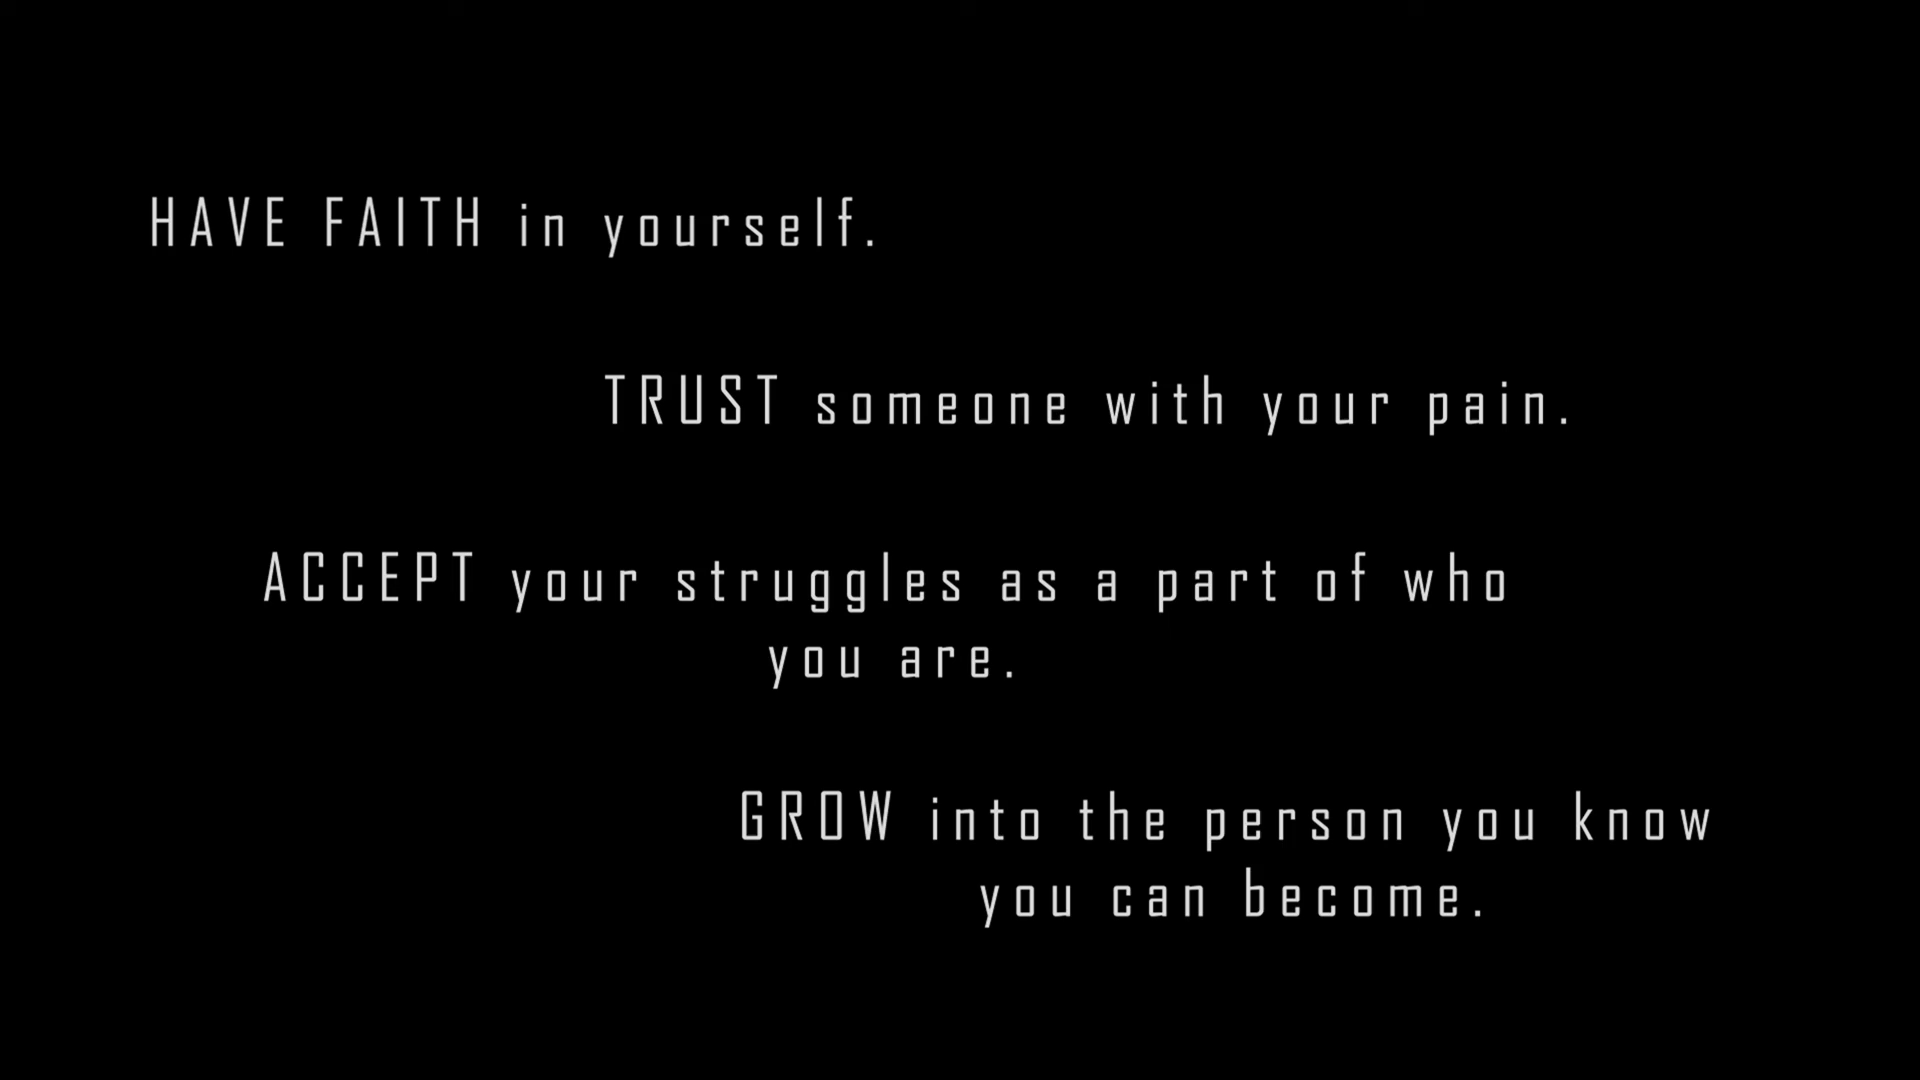 HAVE FAITH in yourself.
TRUST someone with your pain.
ACCEPT your struggles as a part of who
you are.
GROW into the person you know
you can become.